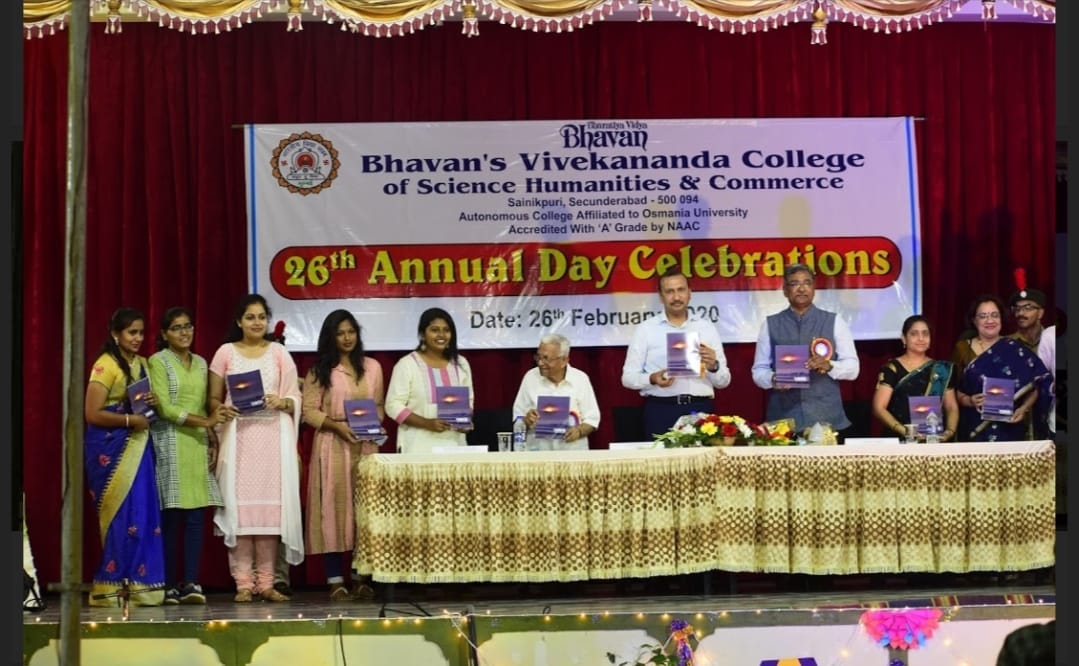 Bharatiya Vidya
Bhavan
Bhavan's Vivekananda College
of Science Humanities & Commerce
Sainikpuri, Secunderabad - 500 094
Autonomous College Affiliated to Osmania University
Accredited With ‘A’ Grade by NAAC
26th Annual Day Celebrations
Date: 26th February 2020